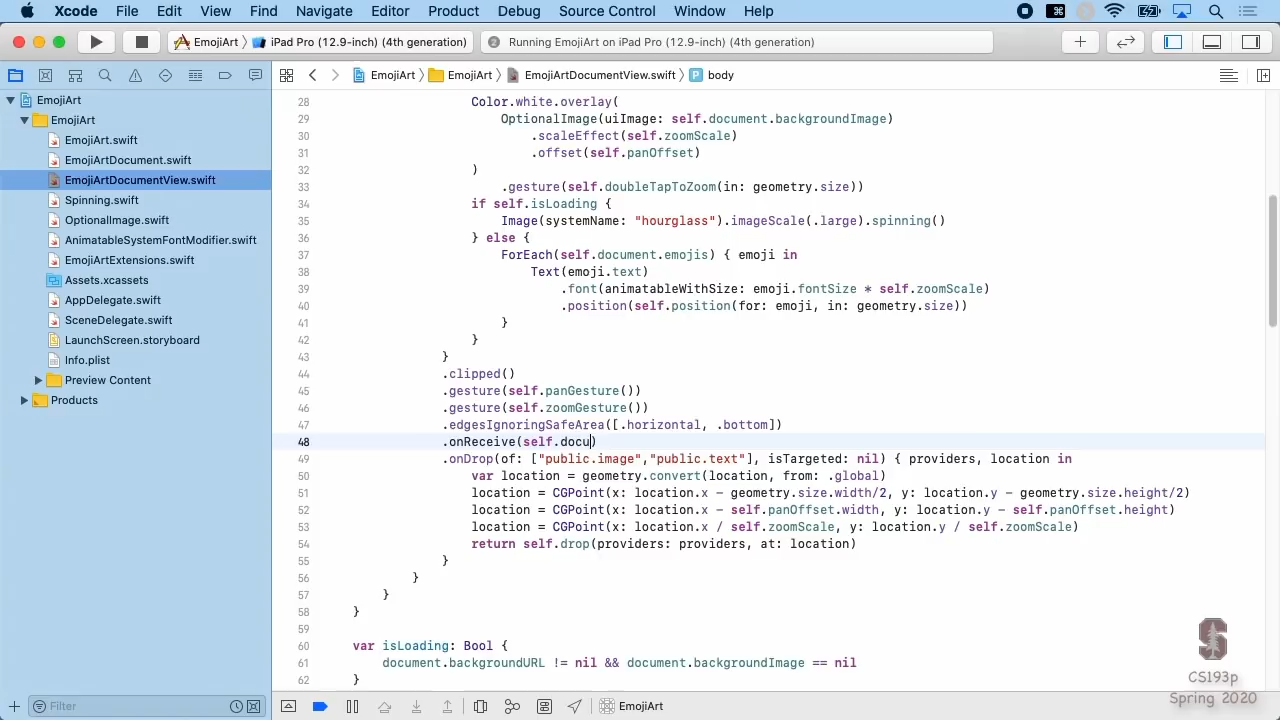 Xcode File Edit View Find Navigate Editor Product Debug Source Control Window Help
EmojiArt 〉 iPad Pro (12.9-inch) (4th generation)
2 Running EmojiArt on iPad Pro (12.9-inch) (4th generation)
EmojiArt 〉 EmojiArt 〉 EmojiArtDocumentView.swift 〉 P body
EmojiArt
EmojiArt
EmojiArt.swift
EmojiArtDocument.swift
EmojiArtDocumentView.swift
Spinning.swift
OptionalImage.swift
AnimatableSystemFontModifier.swift
EmojiArtExtensions.swift
Assets.xcassets
AppDelegate.swift
SceneDelegate.swift
LaunchScreen.storyboard
Info.plist
Preview Content
Products
Filter
28 Color.white.overlay(
29 OptionalImage(uiImage: self.document.backgroundImage)
30 .scaleEffect(self.zoomScale)
31 .offset(self.panOffset)
32 )
33 .gesture(self.doubleTapToZoom(in: geometry.size))
34 if self.isLoading {
35 Image(systemName: "hourglass").imageScale(.large).spinning()
36 } else {
37 ForEach(self.document.emojis) { emoji in
38 Text(emoji.text)
39 .font(animatableWithSize: emoji.fontSize * self.zoomScale)
40 .position(self.position(for: emoji, in: geometry.size))
41 }
42 }
43 }
44 .clipped()
45 .gesture(self.panGesture())
46 .gesture(self.zoomGesture())
47 .edgesIgnoringSafeArea([.horizontal, .bottom])
48 .onReceive(self.docu)
49 .onDrop(of: ["public.image","public.text"], isTargeted: nil) { providers, location in
50 var location = geometry.convert(location, from: .global)
51 location = CGPoint(x: location.x - geometry.size.width/2, y: location.y - geometry.size.height/2)
52 location = CGPoint(x: location.x - self.panOffset.width, y: location.y - self.panOffset.height)
53 location = CGPoint(x: location.x / self.zoomScale, y: location.y / self.zoomScale)
54 return self.drop(providers: providers, at: location)
55 }
56 }
57 }
58 }
59
60 var isLoading: Bool {
61 document.backgroundURL != nil && document.backgroundImage == nil
62 }
EmojiArt
CS193p
Spring 2020